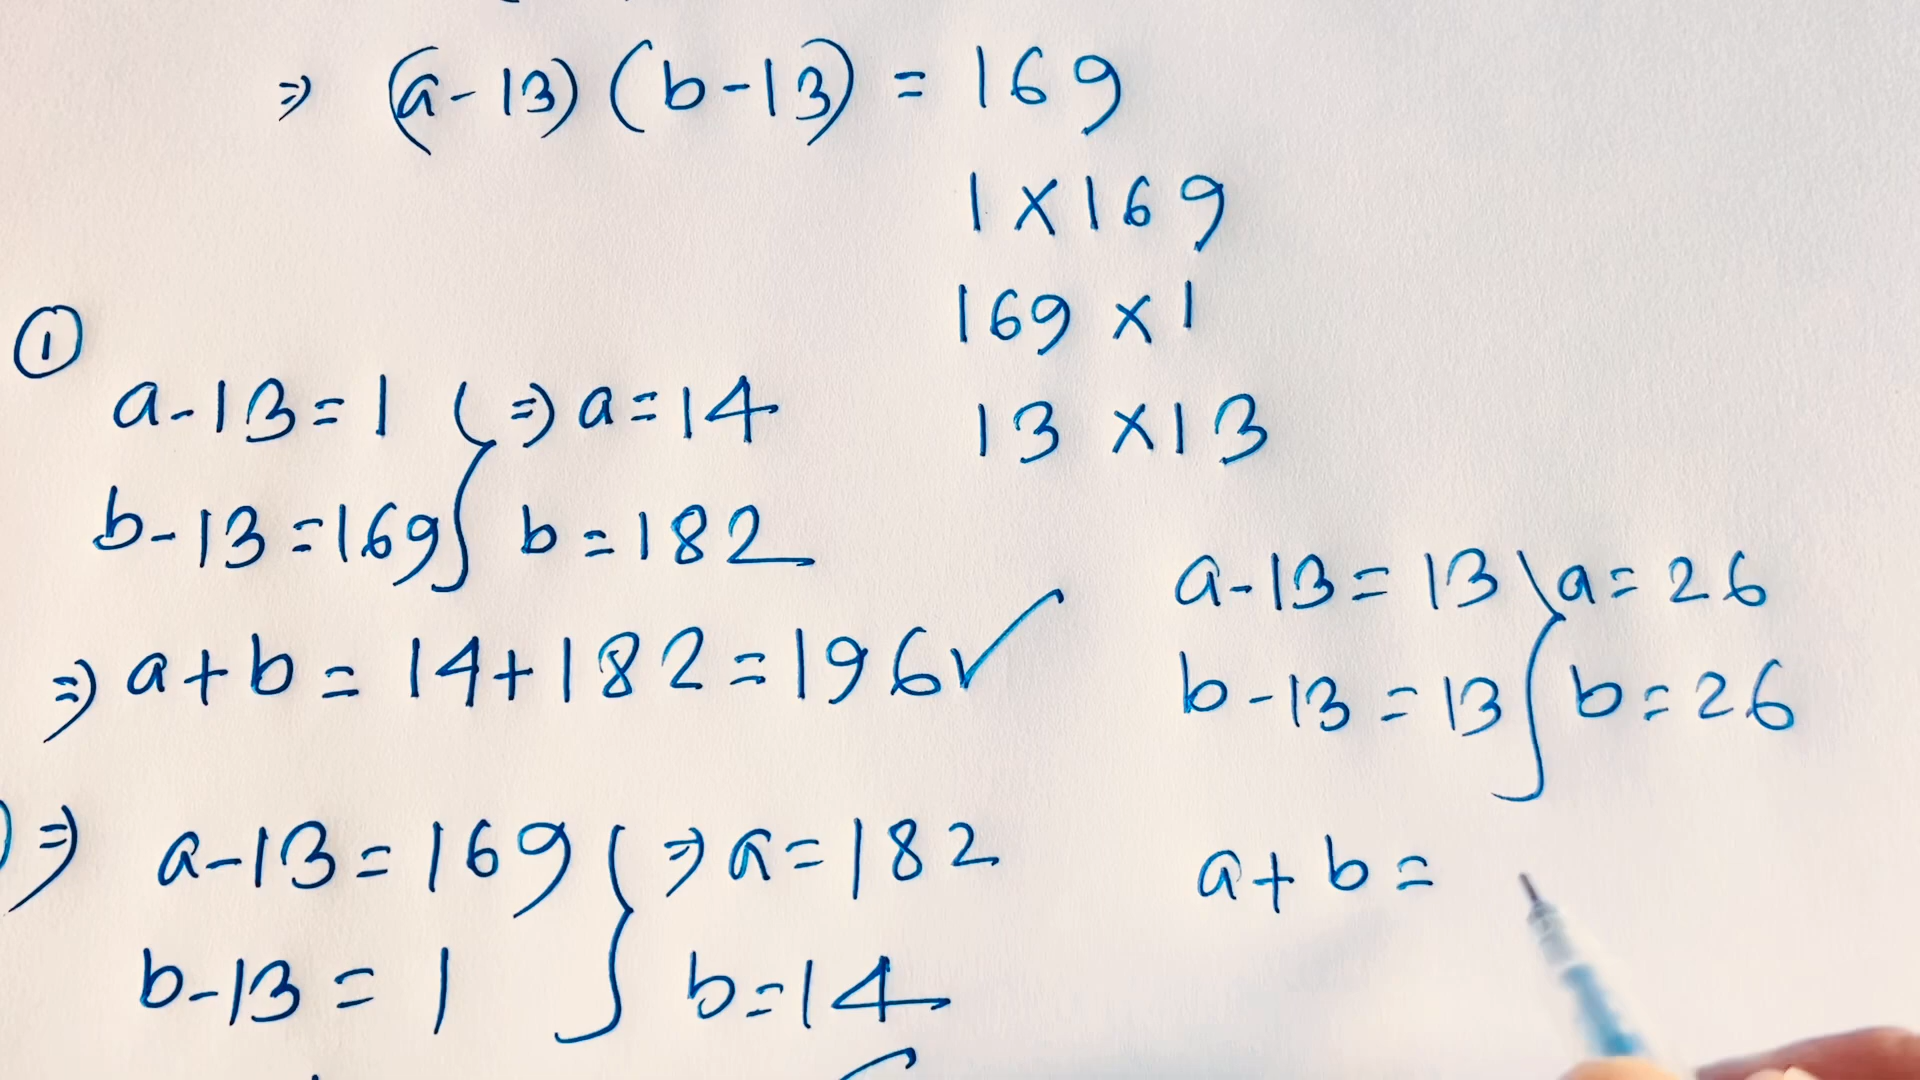 ⇒ (a-13) (b-13) = 169
1 × 169
169 × 1
13 × 13
①
a-13=1 } ⇒ a=14
b-13=169 } b=182
⇒ a+b = 14+182=196 ✓
⇒ a-13=169 } ⇒ a=182
b-13=1 } b=14
a-13=13 } a=26
b-13=13 } b=26
a+b=